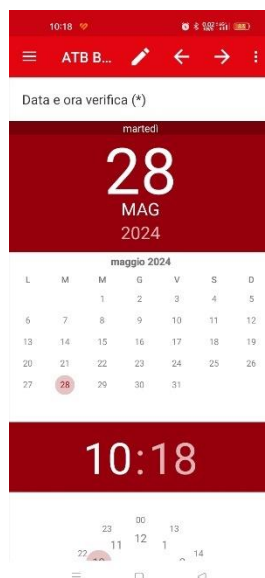 10:18
ATB B...
Data e ora verifica (*)
martedì
28
MAG
2024
maggio 2024
L M M G V S D
1 2 3 4 5
6 7 8 9 10 11 12
13 14 15 16 17 18 19
20 21 22 23 24 25 26
27 28 29 30 31
10:18
00
23 13
12
11 1
22 14